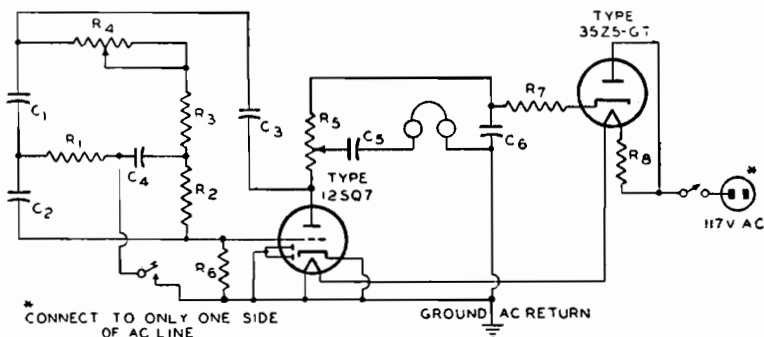 TYPE
35Z5-GT
R4
R7
C1
R3
C3
R5
C5
C6
R8
*
R1
C4
R2
C2
TYPE
12SQ7
117V AC
R6
* CONNECT TO ONLY ONE SIDE
OF AC LINE
GROUND AC RETURN